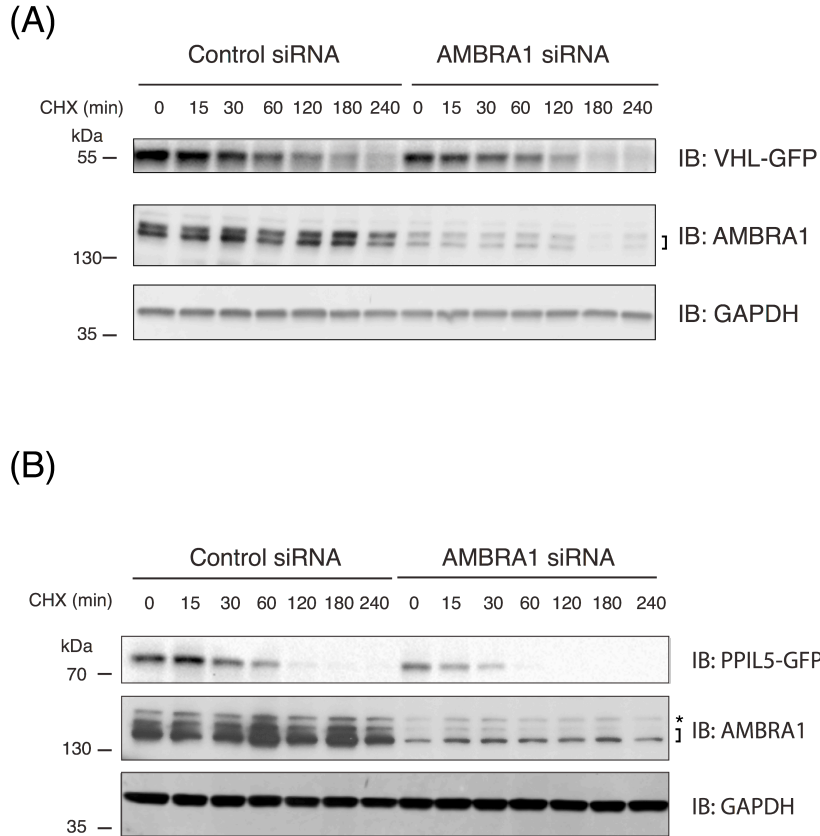 (A)
Control siRNA AMBRA1 siRNA
CHX (min) 0 15 30 60 120 180 240 0 15 30 60 120 180 240
kDa
55 IB: VHL-GFP
IB: AMBRA1
130
IB: GAPDH
35
(B)
Control siRNA AMBRA1 siRNA
CHX (min) 0 15 30 60 120 180 240 0 15 30 60 120 180 240
kDa
IB: PPIL5-GFP
70
*
IB: AMBRA1
130
IB: GAPDH
35